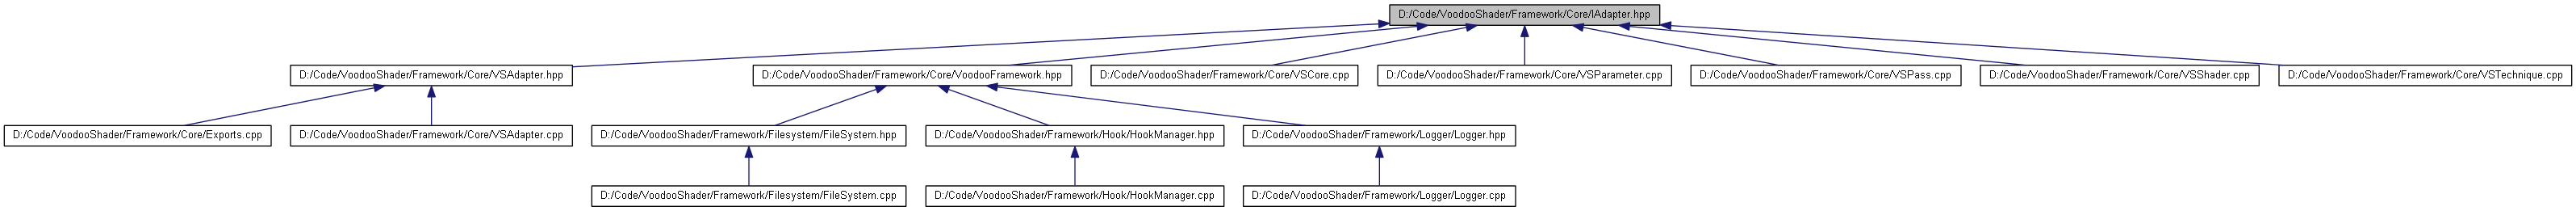 D:/Code/VoodooShader/Framework/Core/IAdapter.hpp
D:/Code/VoodooShader/Framework/Core/VSAdapter.hpp
D:/Code/VoodooShader/Framework/Core/VoodooFramework.hpp
D:/Code/VoodooShader/Framework/Core/VSCore.cpp
D:/Code/VoodooShader/Framework/Core/VSParameter.cpp
D:/Code/VoodooShader/Framework/Core/VSPass.cpp
D:/Code/VoodooShader/Framework/Core/VSShader.cpp
D:/Code/VoodooShader/Framework/Core/VSTechnique.cpp
D:/Code/VoodooShader/Framework/Core/Exports.cpp
D:/Code/VoodooShader/Framework/Core/VSAdapter.cpp
D:/Code/VoodooShader/Framework/Filesystem/FileSystem.hpp
D:/Code/VoodooShader/Framework/Hook/HookManager.hpp
D:/Code/VoodooShader/Framework/Logger/Logger.hpp
D:/Code/VoodooShader/Framework/Filesystem/FileSystem.cpp
D:/Code/VoodooShader/Framework/Hook/HookManager.cpp
D:/Code/VoodooShader/Framework/Logger/Logger.cpp